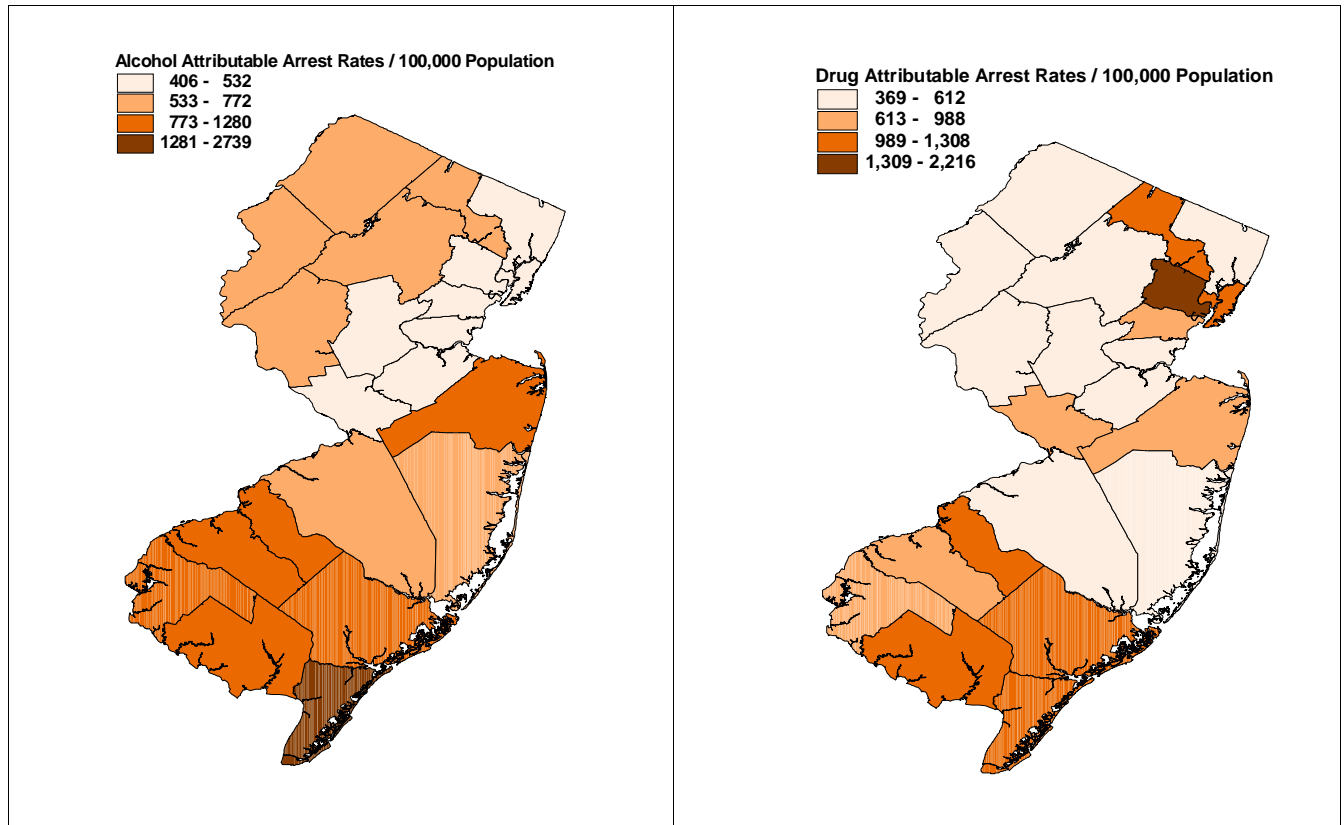 Alcohol Attributable Arrest Rates / 100,000 Population
406 - 532
533 - 772
773 - 1280
1281 - 2739
Drug Attributable Arrest Rates / 100,000 Population
369 - 612
613 - 988
989 - 1,308
1,309 - 2,216